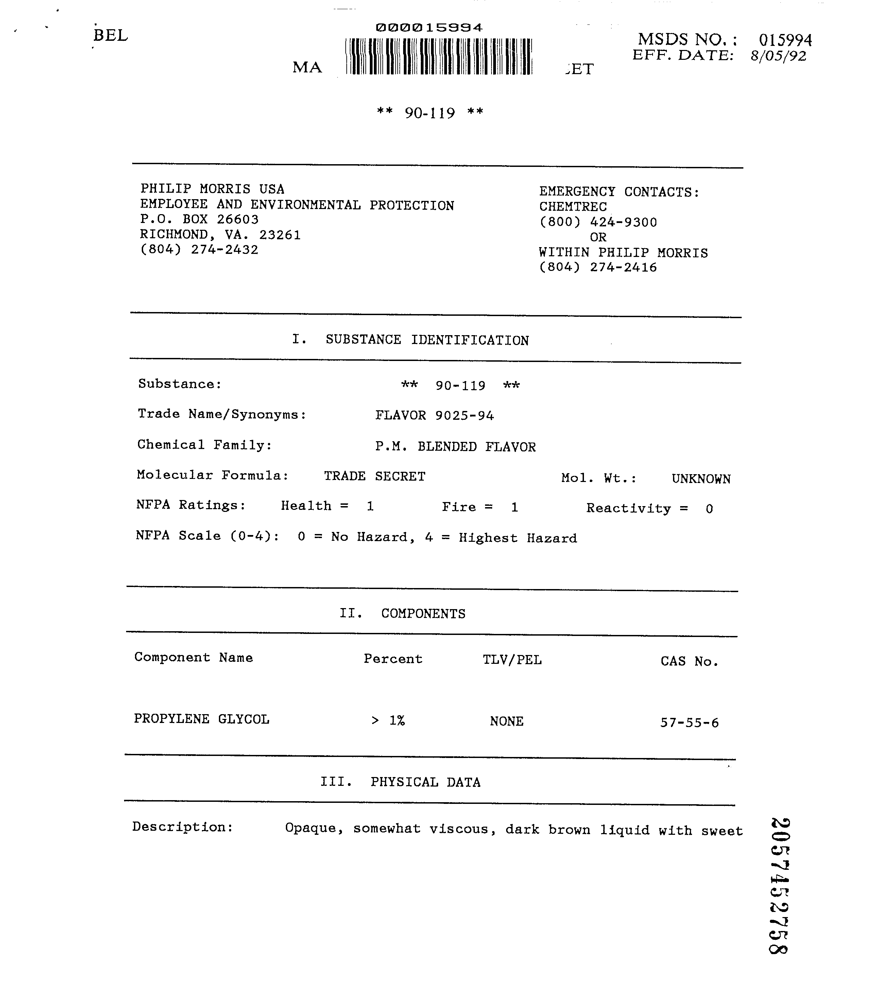 BEL
000015994
MSDS NO.: 015994
EFF. DATE: 8/05/92
MA
ET
** 90-119 **
PHILIP MORRIS USA
EMPLOYEE AND ENVIRONMENTAL PROTECTION
P.O. BOX 26603
RICHMOND, VA. 23261
(804) 274-2432
EMERGENCY CONTACTS:
CHEMTREC
(800) 424-9300
OR
WITHIN PHILIP MORRIS
(804) 274-2416
I. SUBSTANCE IDENTIFICATION
Substance: ** 90-119 **
Trade Name/Synonyms: FLAVOR 9025-94
Chemical Family: P.M. BLENDED FLAVOR
Molecular Formula: TRADE SECRET Mol. Wt.: UNKNOWN
NFPA Ratings: Health = 1 Fire = 1 Reactivity = 0
NFPA Scale (0-4): 0 = No Hazard, 4 = Highest Hazard
II. COMPONENTS
Component Name Percent TLV/PEL CAS No.
PROPYLENE GLYCOL > 1% NONE 57-55-6
III. PHYSICAL DATA
Description: Opaque, somewhat viscous, dark brown liquid with sweet
2057452758